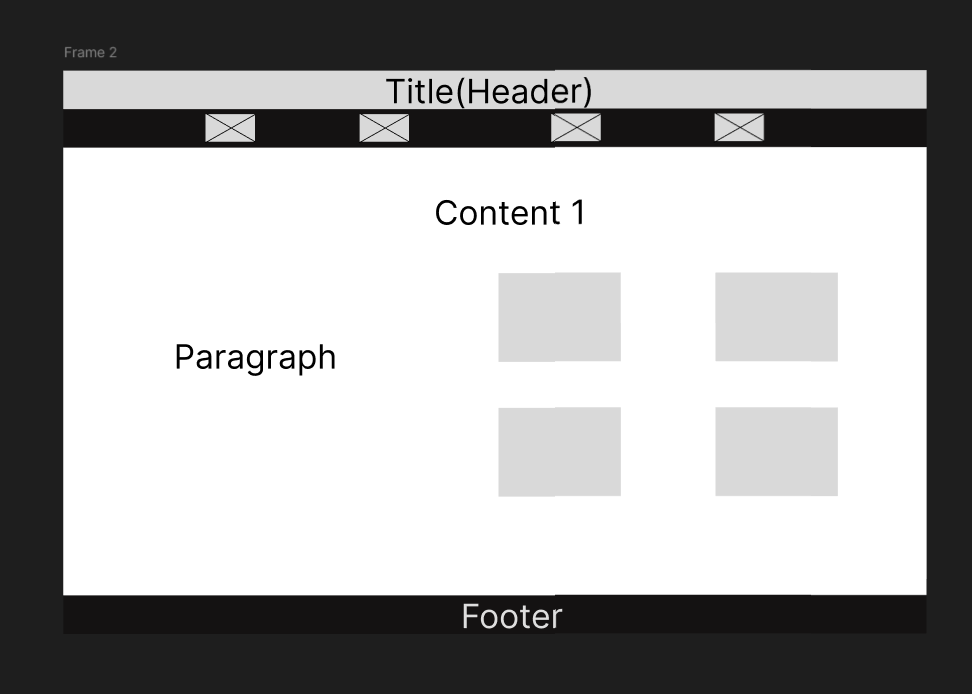 Frame 2
Title(Header)
Content 1
Paragraph
Footer